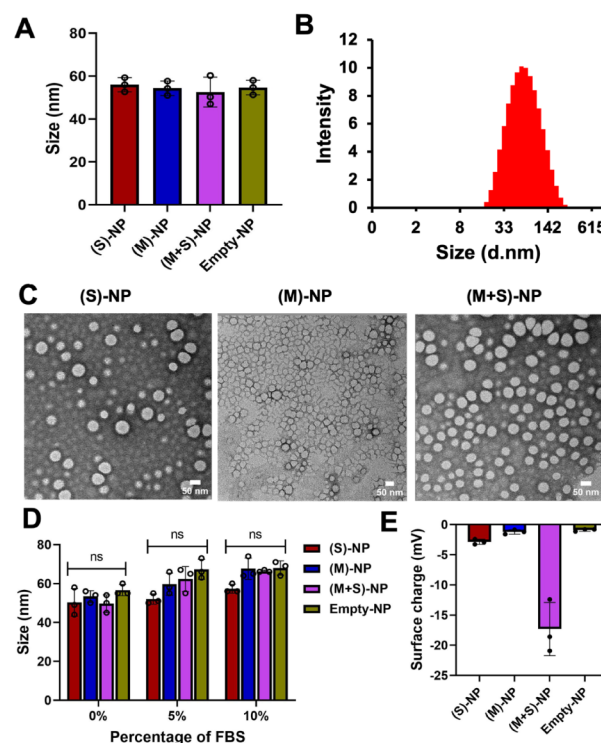 A
Size (nm)
80
60
40
20
0
(S)-NP
(M)-NP
(M+S)-NP
Empty-NP
B
Intensity
12
10
8
6
4
2
0
0 2 8 33 142 615
Size (d.nm)
C
(S)-NP (M)-NP (M+S)-NP
50 nm 50 nm 50 nm
D
Size (nm)
80
60
40
20
0
ns ns ns
0% 5% 10%
Percentage of FBS
(S)-NP
(M)-NP
(M+S)-NP
Empty-NP
E
Surface charge (mV)
0
-5
-10
-15
-20
-25
(S)-NP
(M)-NP
(M+S)-NP
Empty-NP